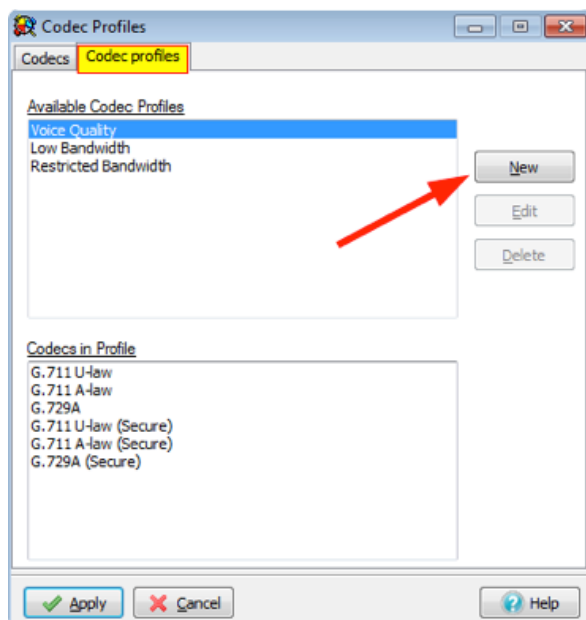 Codec Profiles
Codecs
Codec profiles
Available Codec Profiles
Voice Quality
Low Bandwidth
Restricted Bandwidth
New
Edit
Delete
Codecs in Profile
G.711 U-law
G.711 A-law
G.729A
G.711 U-law (Secure)
G.711 A-law (Secure)
G.729A (Secure)
Apply
Cancel
Help